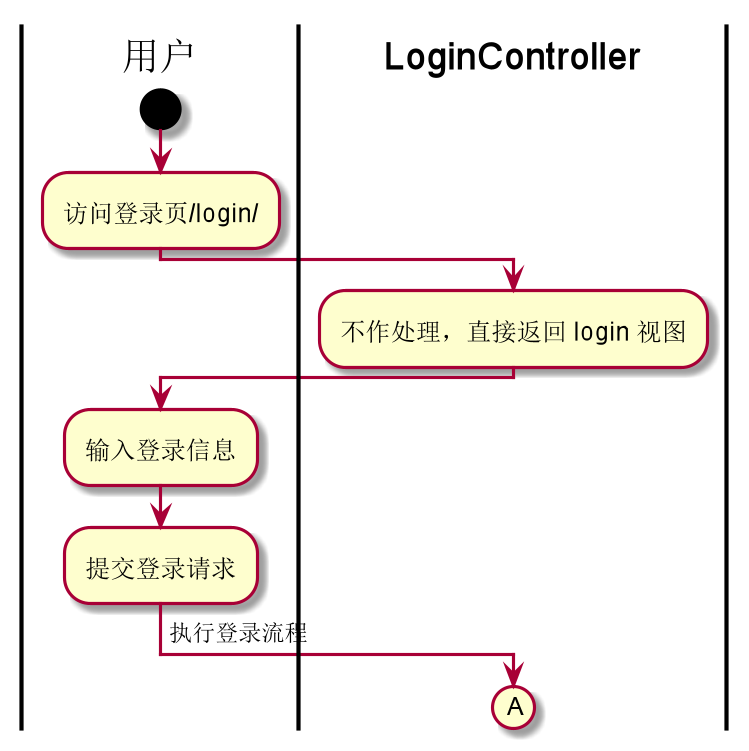 用户
LoginController
访问登录页/login/
不作处理，直接返回 login 视图
输入登录信息
提交登录请求
执行登录流程
A